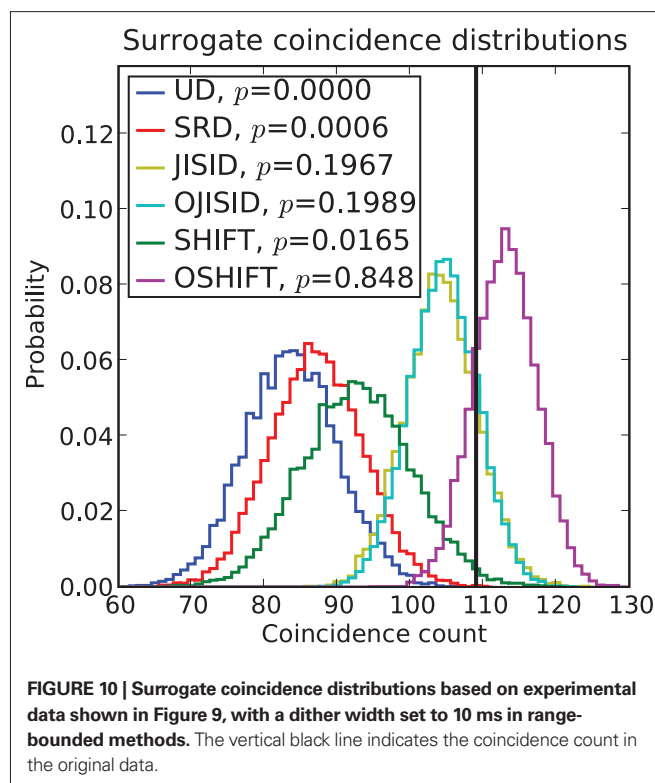 Surrogate coincidence distributions
UD, p=0.0000
SRD, p=0.0006
JISID, p=0.1967
OJISID, p=0.1989
SHIFT, p=0.0165
OSHIFT, p=0.848
Probability
0.12
0.10
0.08
0.06
0.04
0.02
0.00
60 70 80 90 100 110 120 130
Coincidence count
FIGURE 10 | Surrogate coincidence distributions based on experimental
data shown in Figure 9, with a dither width set to 10 ms in range-
bounded methods. The vertical black line indicates the coincidence count in
the original data.